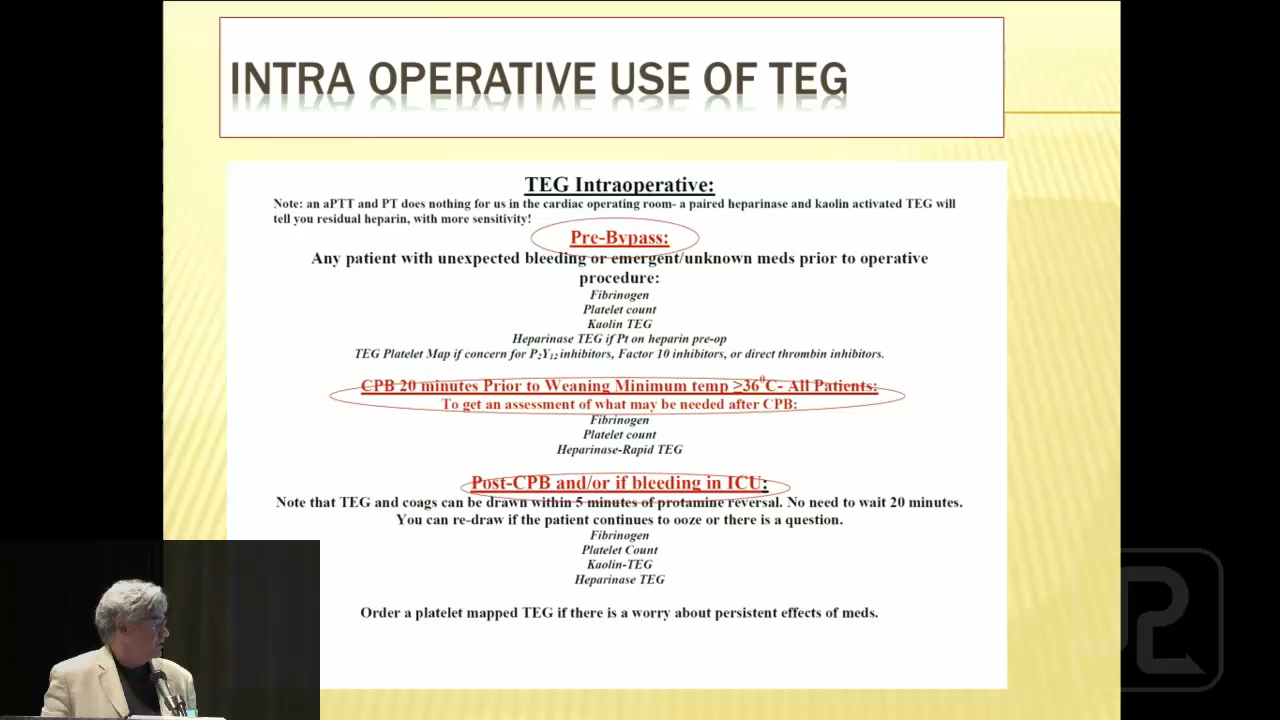 INTRA OPERATIVE USE OF TEG
TEG Intraoperative:
Note: an aPTT and PT does nothing for us in the cardiac operating room- a paired heparinase and kaolin activated TEG will
tell you residual heparin, with more sensitivity!
Pre-Bypass:
Any patient with unexpected bleeding or emergent/unknown meds prior to operative
procedure:
Fibrinogen
Platelet count
Kaolin TEG
Heparinase TEG if Pt on heparin pre-op
TEG Platelet Map if concern for P2Y12 inhibitors, Factor 10 inhibitors, or direct thrombin inhibitors.
CPB 20 minutes Prior to Weaning Minimum temp ≥36⁰C- All Patients:
To get an assessment of what may be needed after CPB:
Fibrinogen
Platelet count
Heparinase-Rapid TEG
Post-CPB and/or if bleeding in ICU:
Note that TEG and coags can be drawn within 5 minutes of protamine reversal. No need to wait 20 minutes.
You can re-draw if the patient continues to ooze or there is a question.
Fibrinogen
Platelet Count
Kaolin-TEG
Heparinase TEG
Order a platelet mapped TEG if there is a worry about persistent effects of meds.